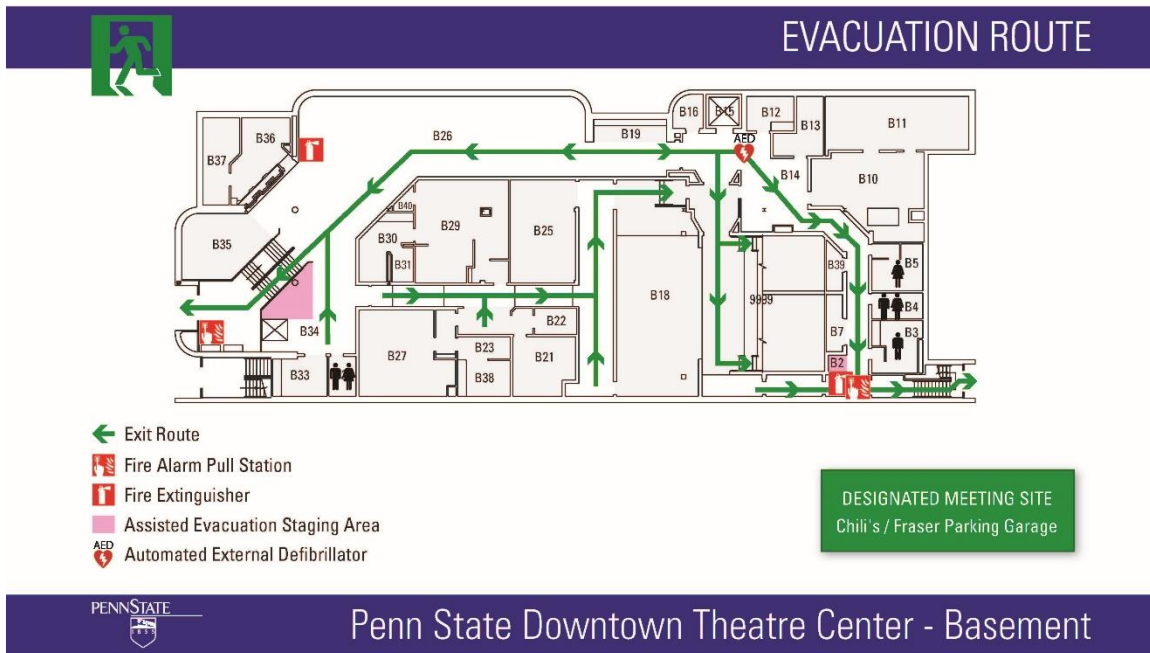 EVACUATION ROUTE
B16
B15
B12
B13
B11
B36
B37
B26
B19
AED
B14
B10
B40
B29
B25
B35
B30
B31
B39
B5
B18
9939
B4
B34
B22
B7
B3
B27
B23
B21
B2
B33
B38
Exit Route
Fire Alarm Pull Station
Fire Extinguisher
Assisted Evacuation Staging Area
AED
Automated External Defibrillator
DESIGNATED MEETING SITE
Chili's / Fraser Parking Garage
PENNSTATE
1855
Penn State Downtown Theatre Center - Basement